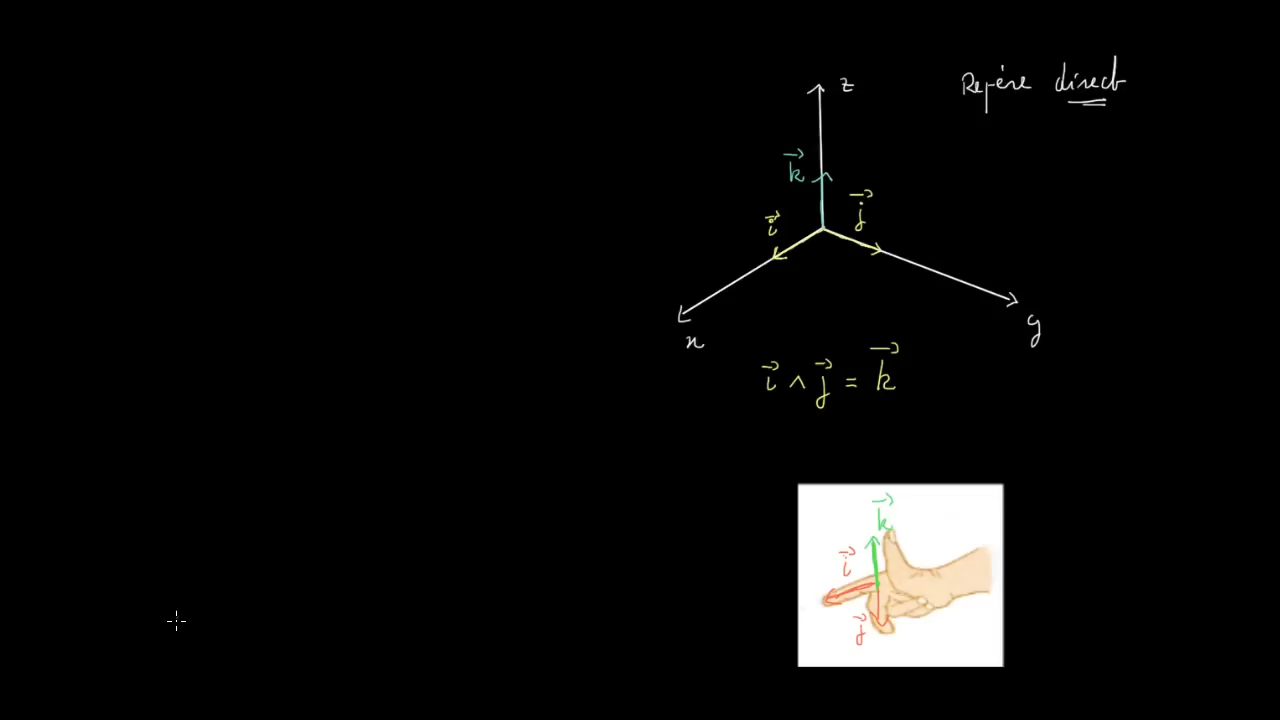 Repère direct
z
k⃗
i⃗ j⃗
x
y
i⃗ ∧ j⃗ = k⃗
k⃗
i⃗
j⃗